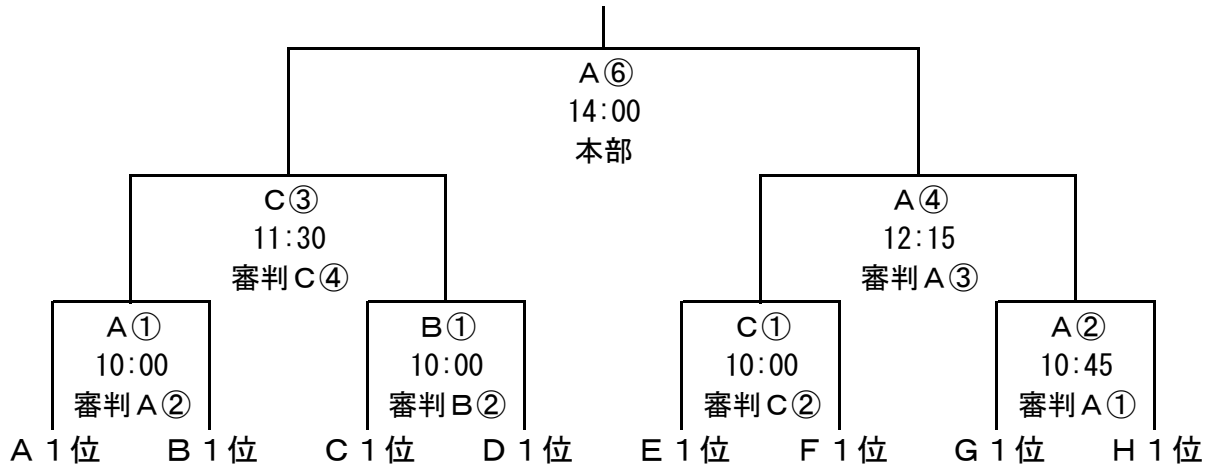 Ａ⑥
14:00
本部
Ｃ③
11:30
審判Ｃ④
Ａ④
12:15
審判Ａ③
Ａ①
10:00
審判Ａ②
Ｂ①
10:00
審判Ｂ②
Ｃ①
10:00
審判Ｃ②
Ａ②
10:45
審判Ａ①
Ａ１位 Ｂ１位 Ｃ１位 Ｄ１位 Ｅ１位 Ｆ１位 Ｇ１位 Ｈ１位